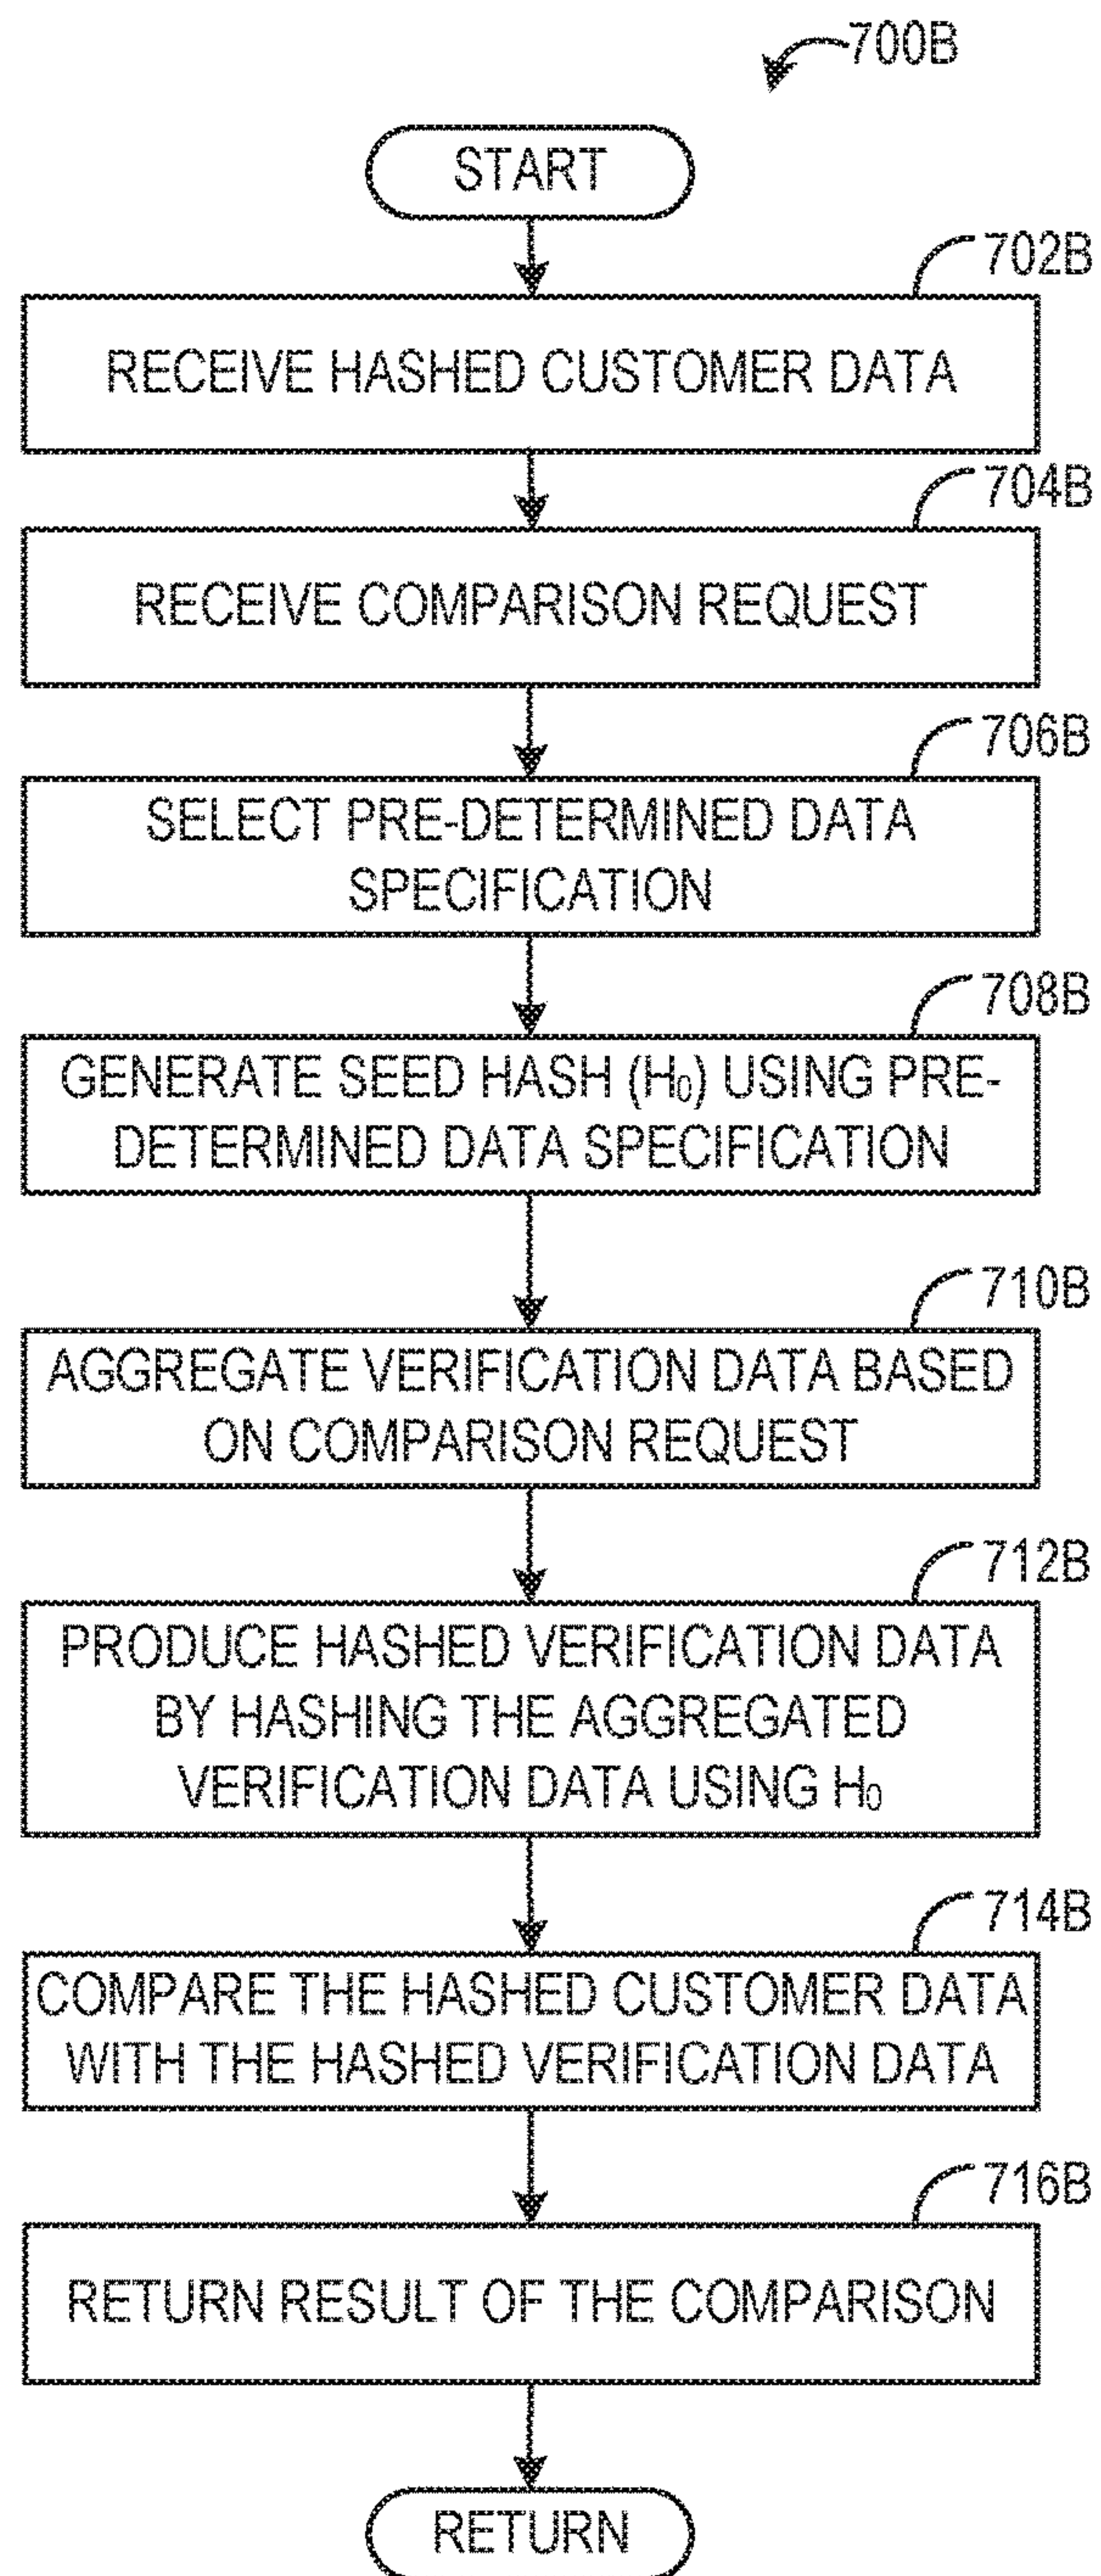 700B
START
702B
RECEIVE HASHED CUSTOMER DATA
704B
RECEIVE COMPARISON REQUEST
706B
SELECT PRE-DETERMINED DATA
SPECIFICATION
708B
GENERATE SEED HASH (H₀) USING PRE-
DETERMINED DATA SPECIFICATION
710B
AGGREGATE VERIFICATION DATA BASED
ON COMPARISON REQUEST
712B
PRODUCE HASHED VERIFICATION DATA
BY HASHING THE AGGREGATED
VERIFICATION DATA USING H₀
714B
COMPARE THE HASHED CUSTOMER DATA
WITH THE HASHED VERIFICATION DATA
716B
RETURN RESULT OF THE COMPARISON
RETURN